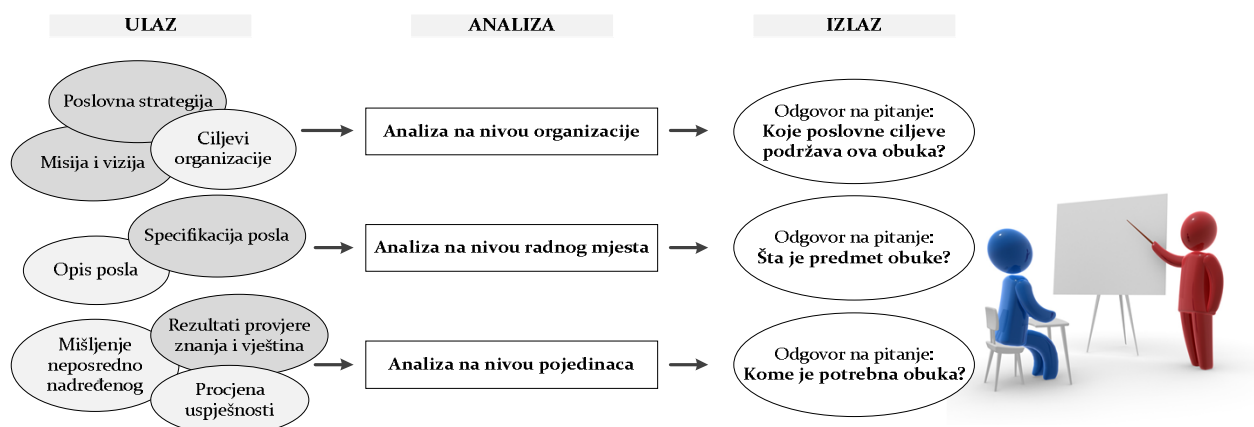 ULAZ
ANALIZA
IZLAZ
Poslovna strategija
Misija i vizija
Ciljevi
organizacije
Analiza na nivou organizacije
Odgovor na pitanje:
Koje poslovne ciljeve
podržava ova obuka?
Specifikacija posla
Opis posla
Analiza na nivou radnog mjesta
Odgovor na pitanje:
Šta je predmet obuke?
Rezultati provjere
znanja i vještina
Mišljenje
neposredno
nadređenog
Procjena
uspješnosti
Analiza na nivou pojedinaca
Odgovor na pitanje:
Kome je potrebna obuka?